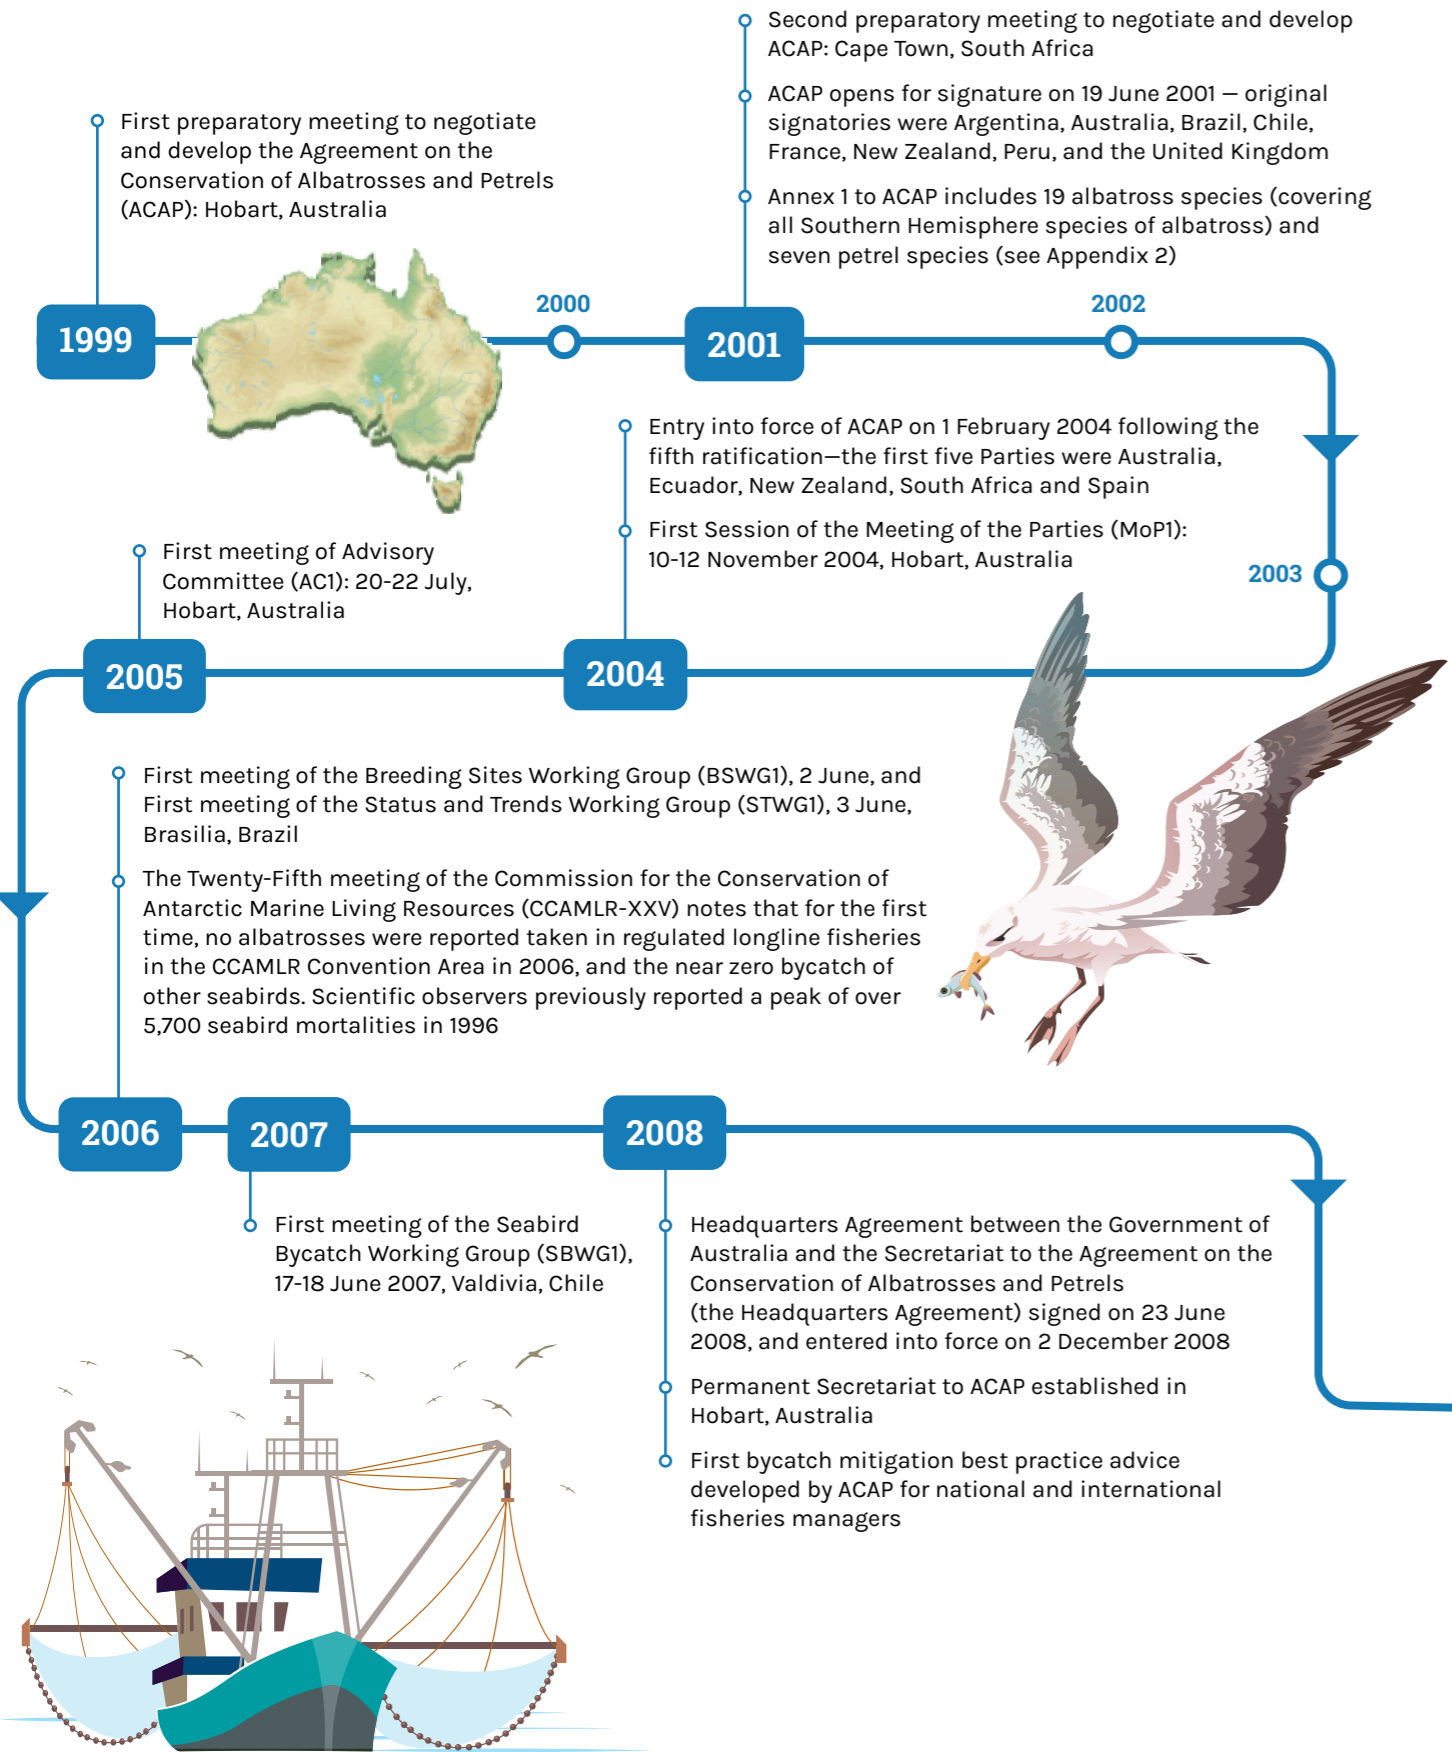 First preparatory meeting to negotiate
and develop the Agreement on the
Conservation of Albatrosses and Petrels
(ACAP): Hobart, Australia
1999
2000
Second preparatory meeting to negotiate and develop
ACAP: Cape Town, South Africa
ACAP opens for signature on 19 June 2001 – original
signatories were Argentina, Australia, Brazil, Chile,
France, New Zealand, Peru, and the United Kingdom
Annex 1 to ACAP includes 19 albatross species (covering
all Southern Hemisphere species of albatross) and
seven petrel species (see Appendix 2)
2001
2002
2003
Entry into force of ACAP on 1 February 2004 following the
fifth ratification—the first five Parties were Australia,
Ecuador, New Zealand, South Africa and Spain
First Session of the Meeting of the Parties (MoP1):
10-12 November 2004, Hobart, Australia
2004
First meeting of Advisory
Committee (AC1): 20-22 July,
Hobart, Australia
2005
First meeting of the Breeding Sites Working Group (BSWG1), 2 June, and
First meeting of the Status and Trends Working Group (STWG1), 3 June,
Brasilia, Brazil
The Twenty-Fifth meeting of the Commission for the Conservation of
Antarctic Marine Living Resources (CCAMLR-XXV) notes that for the first
time, no albatrosses were reported taken in regulated longline fisheries
in the CCAMLR Convention Area in 2006, and the near zero bycatch of
other seabirds. Scientific observers previously reported a peak of over
5,700 seabird mortalities in 1996
2006
2007
First meeting of the Seabird
Bycatch Working Group (SBWG1),
17-18 June 2007, Valdivia, Chile
2008
Headquarters Agreement between the Government of
Australia and the Secretariat to the Agreement on the
Conservation of Albatrosses and Petrels
(the Headquarters Agreement) signed on 23 June
2008, and entered into force on 2 December 2008
Permanent Secretariat to ACAP established in
Hobart, Australia
First bycatch mitigation best practice advice
developed by ACAP for national and international
fisheries managers